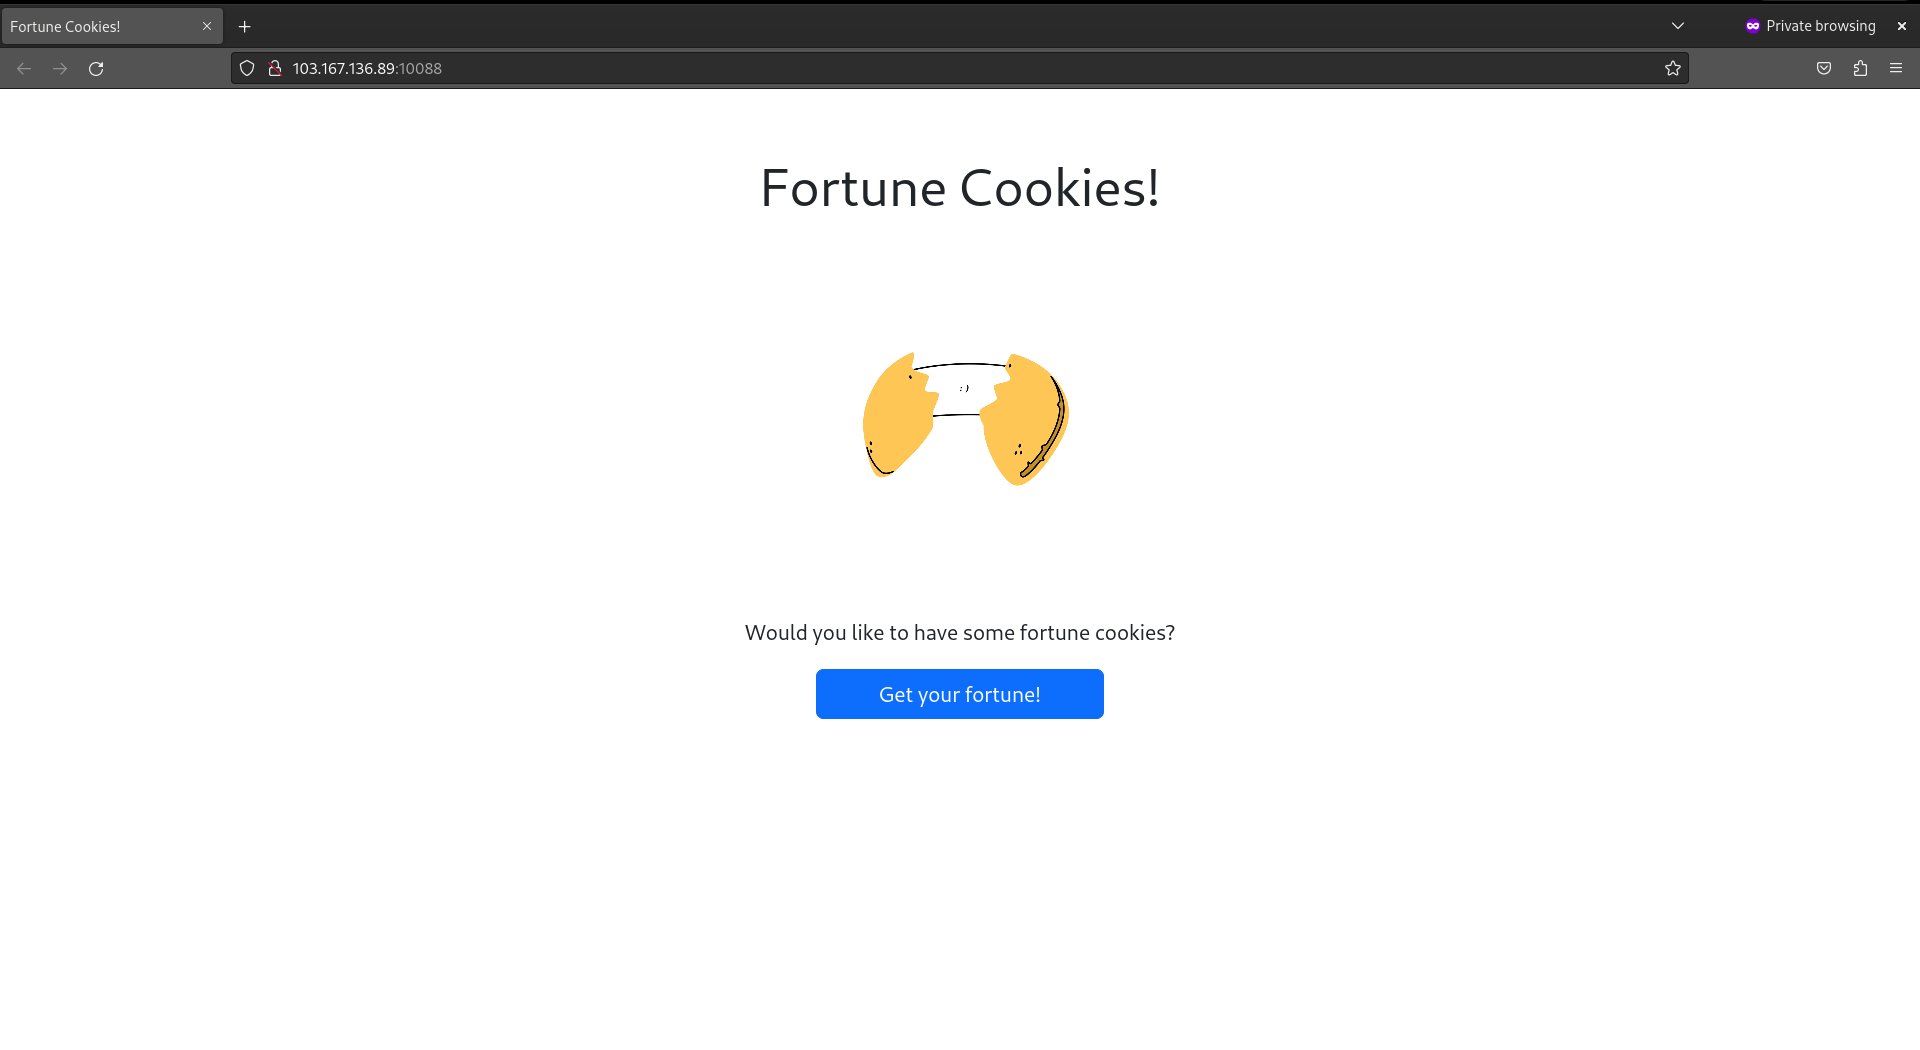 Fortune Cookies!
Private browsing
103.167.136.89:10088
Fortune Cookies!
:)
Would you like to have some fortune cookies?
Get your fortune!